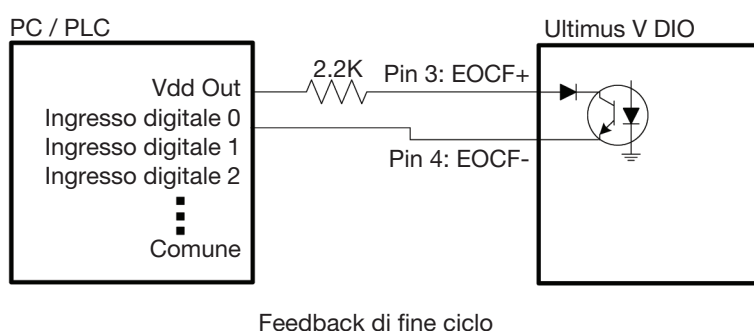 PC / PLC
Ultimus V DIO
Vdd Out
2.2K
Pin 3: EOCF+
Ingresso digitale 0
Ingresso digitale 1
Pin 4: EOCF-
Ingresso digitale 2
Comune
Feedback di fine ciclo